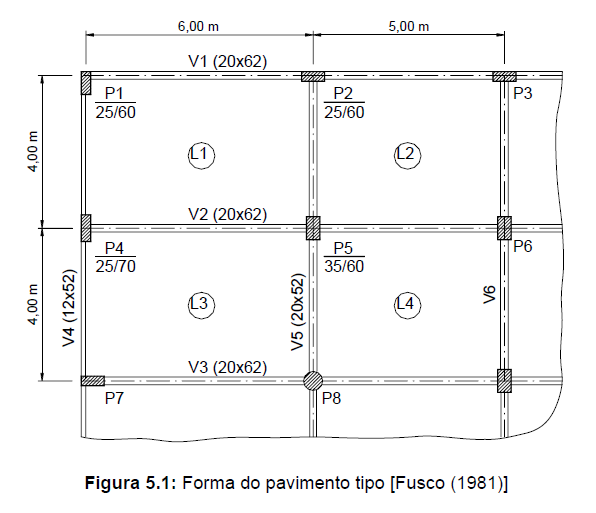 6,00 m
5,00 m
V1 (20x62)
P1
25/60
P2
25/60
P3
4,00 m
L1
L2
V2 (20x62)
P4
25/70
P5
35/60
P6
4,00 m
V4 (12x52)
L3
V5 (20x52)
L4
V6
V3 (20x62)
P7
P8
Figura 5.1: Forma do pavimento tipo [Fusco (1981)]